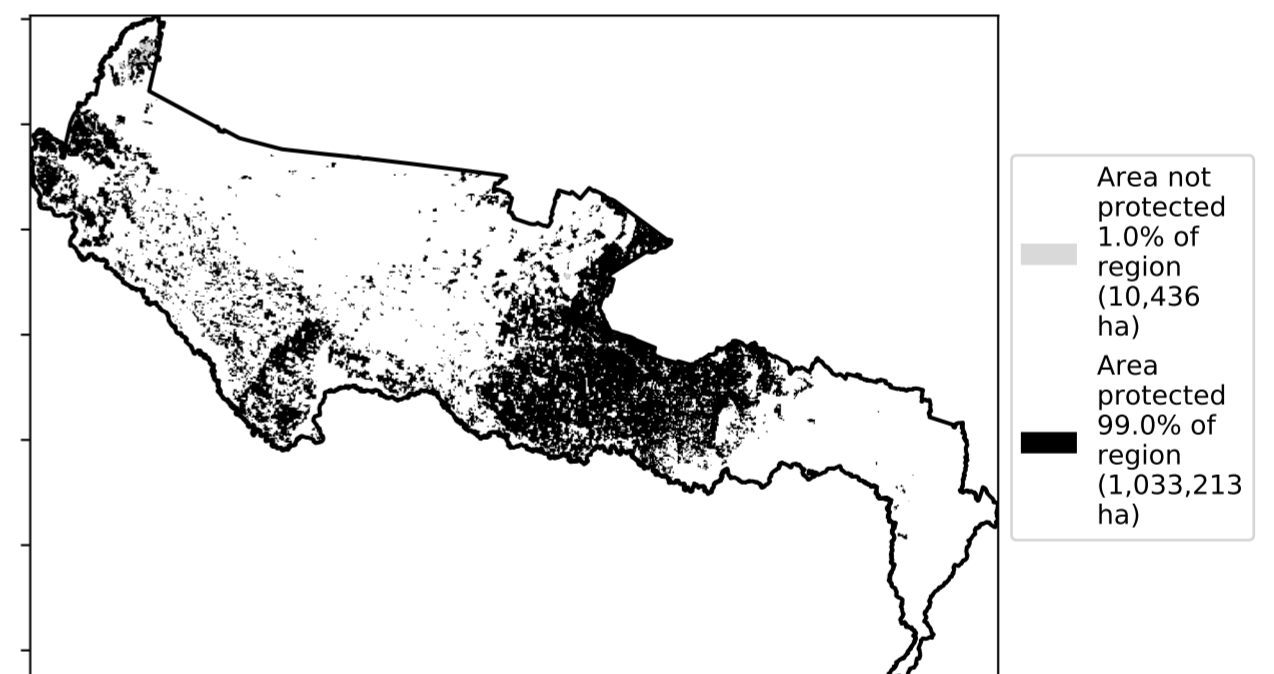 Area not
protected
1.0% of
region
(10,436
ha)
Area
protected
99.0% of
region
(1,033,213
ha)